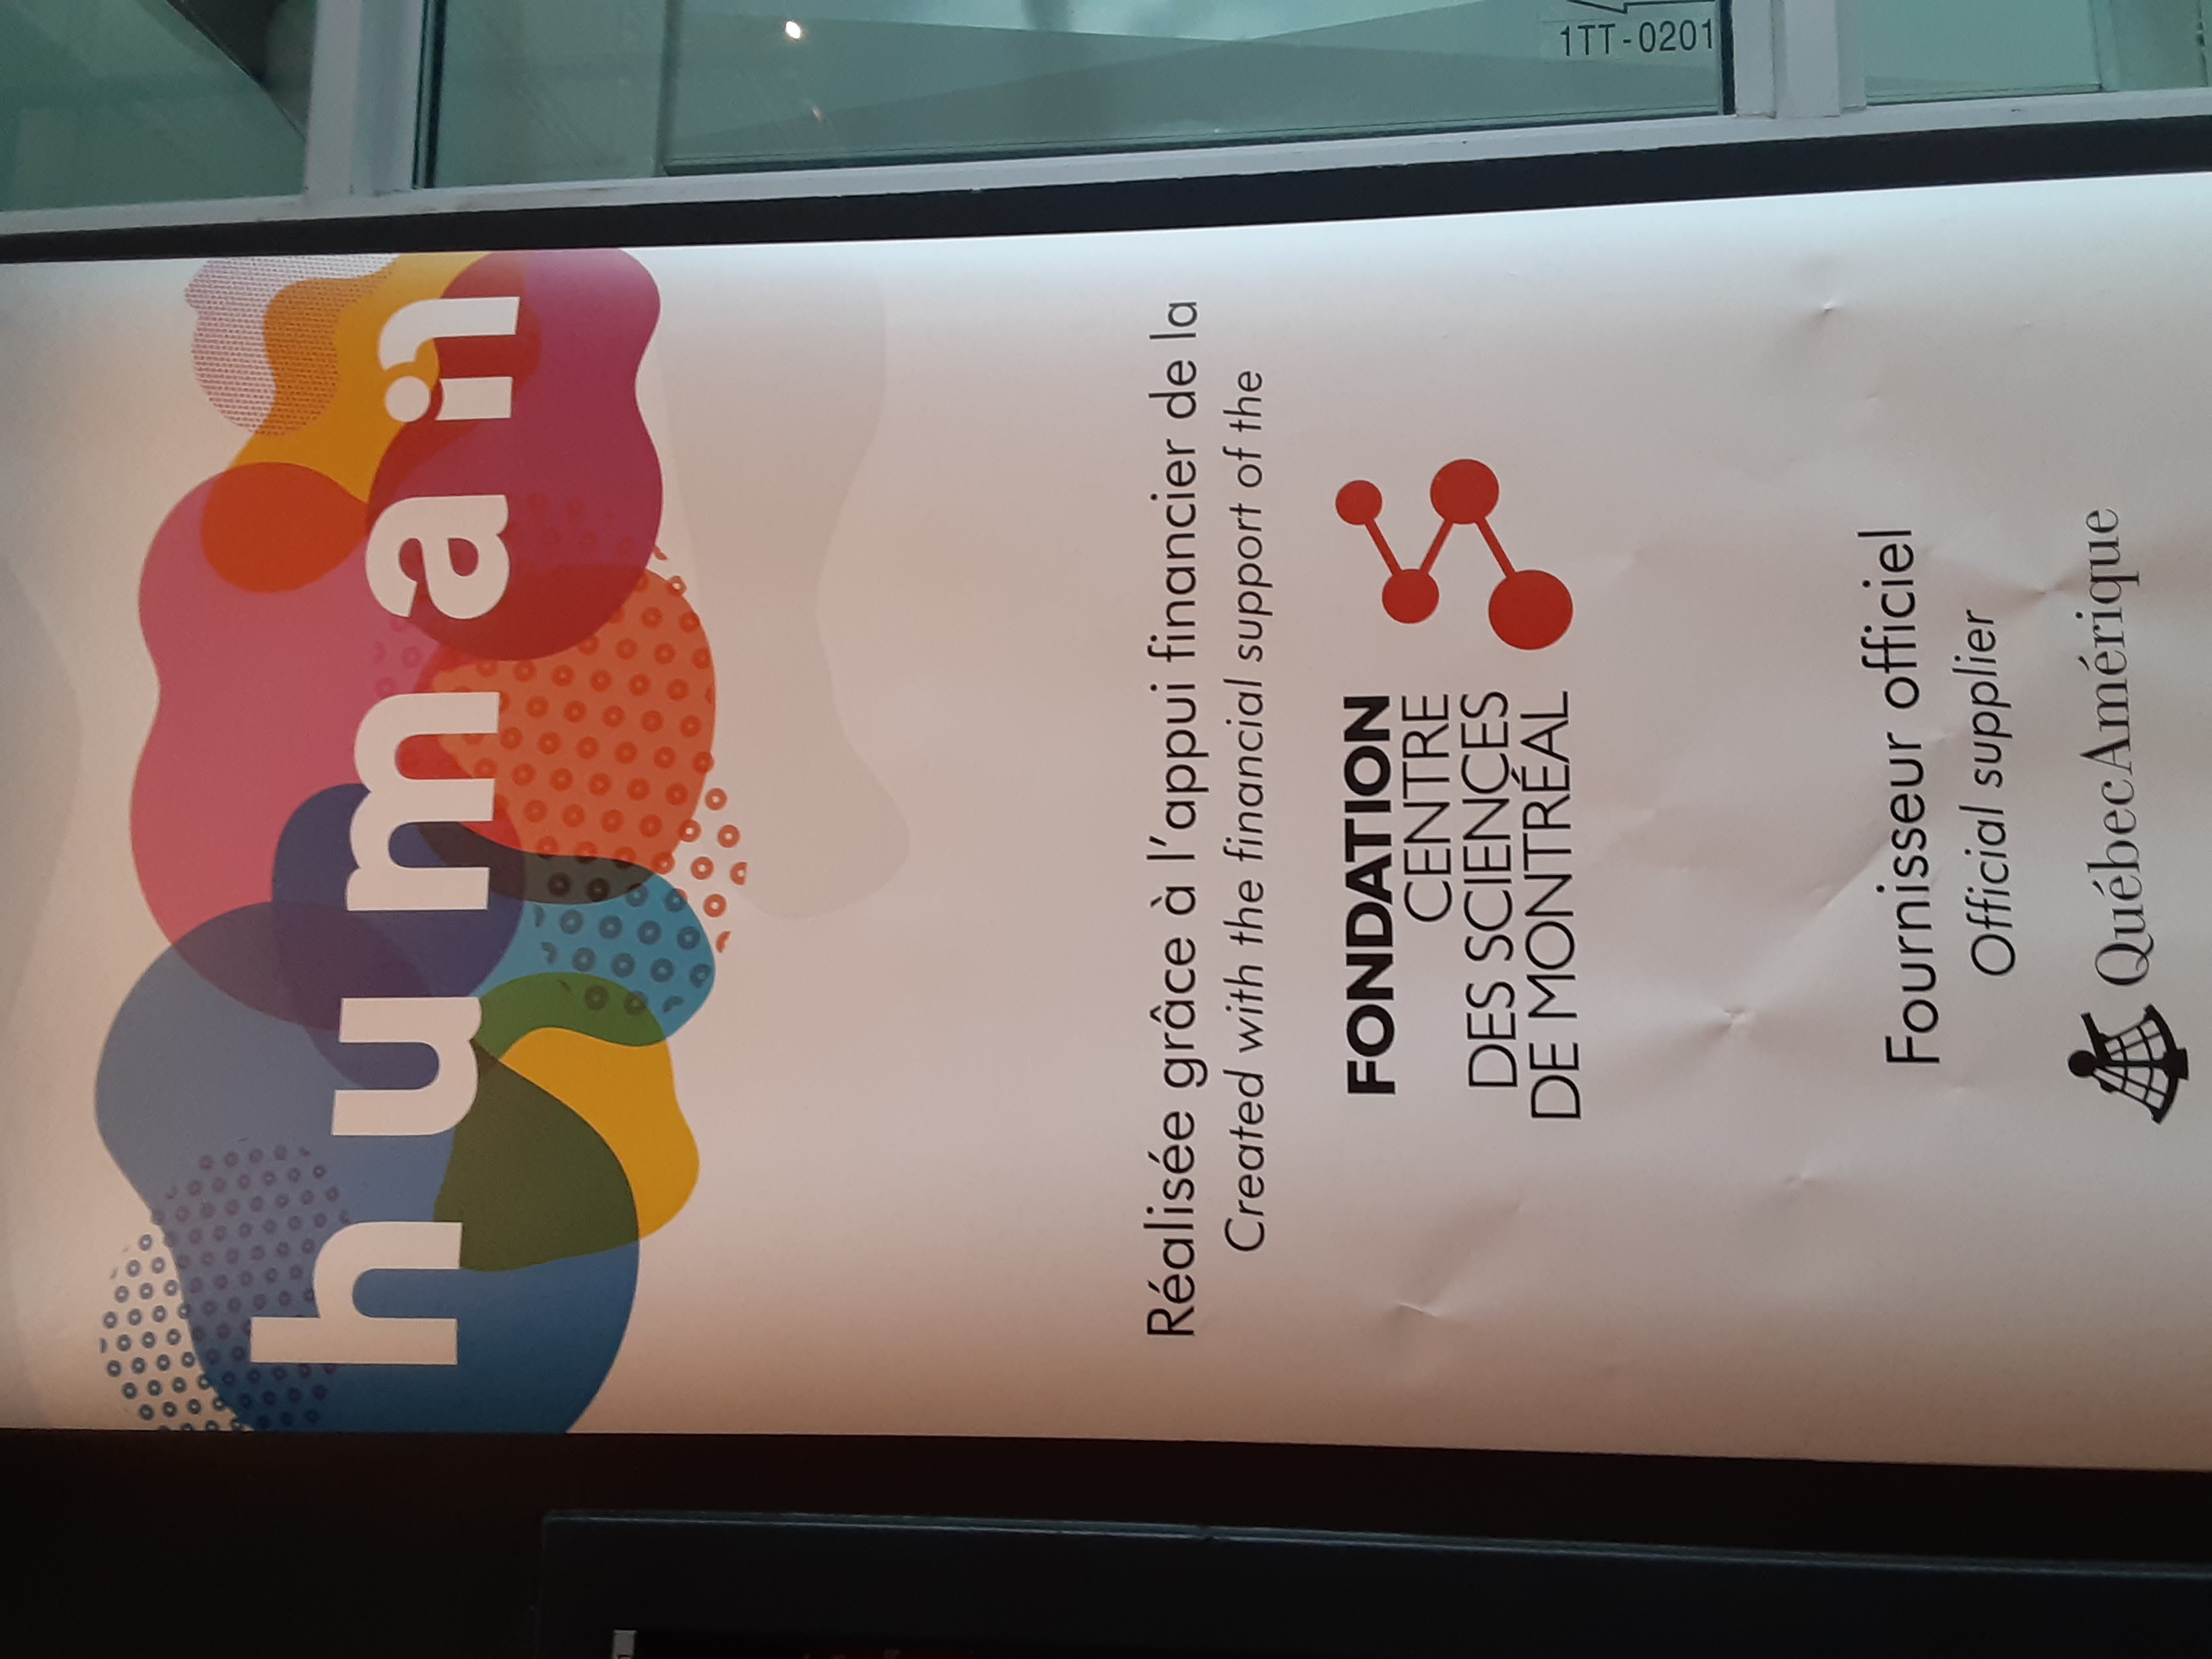 human
Réalisée grâce à l'appui financier de la
Created with the financial support of the
FONDATION
CENTRE
DES SCIENCES
DE MONTRÉAL
Fournisseur officiel
Official supplier
QuébecAmérique
1TT-0201